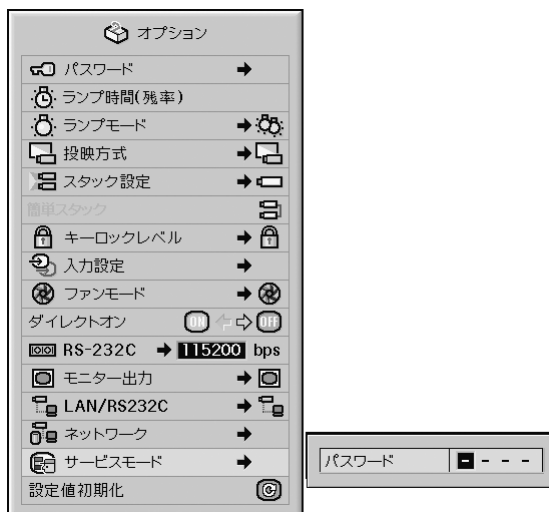 オプション
パスワード
ランプ時間(残率)
ランプモード
投映方式
スタック設定
簡単スタック
キーロックレベル
入力設定
ファンモード
ダイレクトオン ON OFF
RS-232C 115200 bps
モニター出力
LAN/RS232C
ネットワーク
サービスモード
設定値初期化
パスワード - - - -